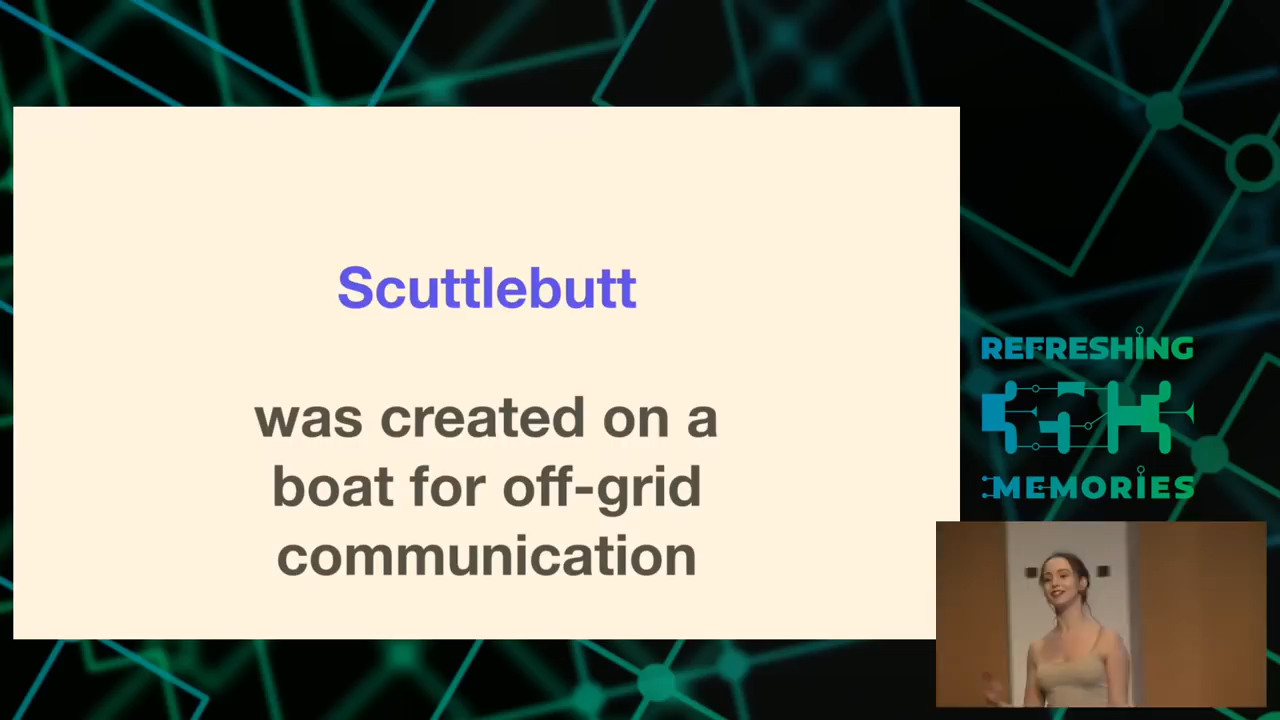 Scuttlebutt
was created on a
boat for off-grid
communication
REFRESHING
MEMORIES